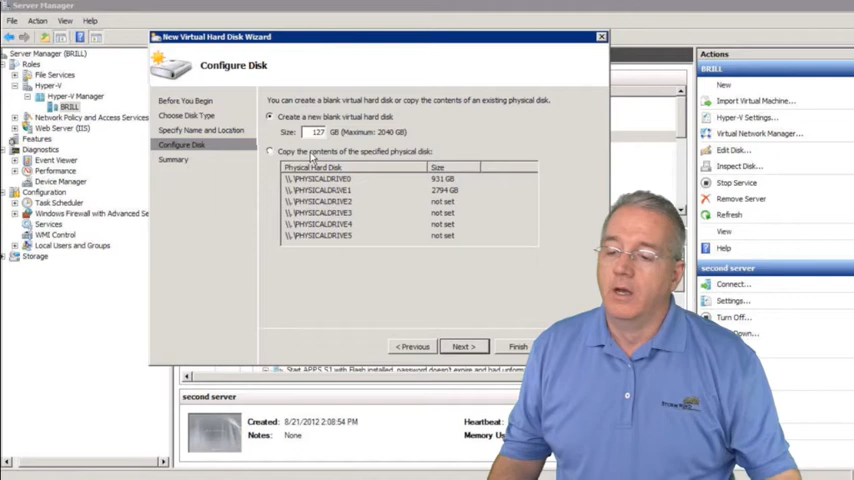 Server Manager
File Action View Help
Server Manager (BRILL)
Roles
File Services
Hyper-V
Hyper-V Manager
BRILL
Network Policy and Access Services
Web Server (IIS)
Features
Diagnostics
Event Viewer
Performance
Device Manager
Configuration
Task Scheduler
Windows Firewall with Advanced Se
Services
WMI Control
Local Users and Groups
Storage
New Virtual Hard Disk Wizard
Configure Disk
Before You Begin
Choose Disk Type
Specify Name and Location
Configure Disk
Summary
You can create a blank virtual hard disk or copy the contents of an existing physical disk.
Create a new blank virtual hard disk
Size: 127 GB (Maximum: 2040 GB)
Copy the contents of the specified physical disk:
Physical Hard Disk Size
\\.\PHYSICALDRIVE0 931 GB
\\.\PHYSICALDRIVE1 2794 GB
\\.\PHYSICALDRIVE2 not set
\\.\PHYSICALDRIVE3 not set
\\.\PHYSICALDRIVE4 not set
\\.\PHYSICALDRIVE5 not set
< Previous Next > Finish
second server
Created: 8/21/2012 2:08:54 PM
Notes: None
Heartbeat:
Memory Us
Actions
BRILL
New
Import Virtual Machine...
Hyper-V Settings...
Virtual Network Manager...
Edit Disk...
Inspect Disk...
Stop Service
Remove Server
Refresh
View
Help
second server
Connect...
Settings...
Turn Off...
Down...